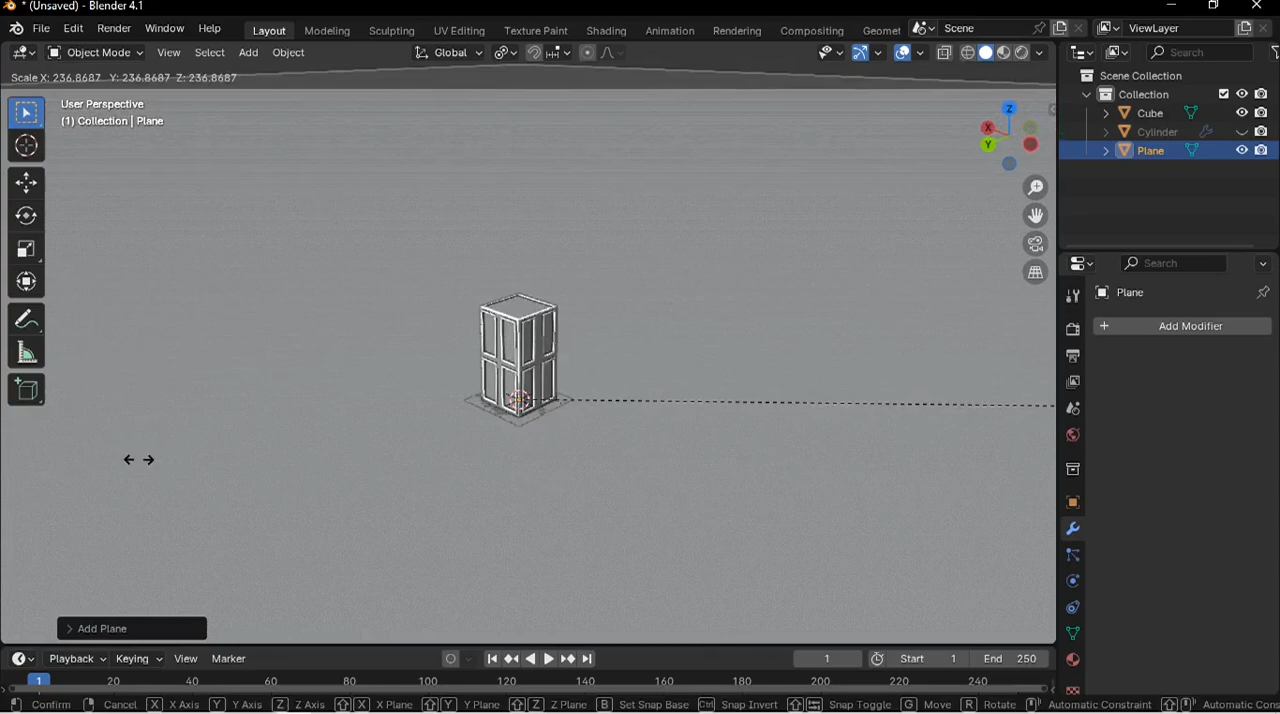 * (Unsaved) - Blender 4.1
File Edit Render Window Help Layout Modeling Sculpting UV Editing Texture Paint Shading Animation Rendering Compositing Geomet Scene ViewLayer
Object Mode View Select Add Object Global Search
Scale X: 236.8687 Y: 236.8687 Z: 236.8687
Scene Collection
User Perspective
(1) Collection | Plane
Collection
Cube
Cylinder
Plane
Z
X
Y
Search
Plane
+ Add Modifier
> Add Plane
Playback Keying View Marker 1 Start 1 End 250
1 20 40 60 80 100 120 140 160 180 200 220 240
Confirm Cancel X X Axis Y Y Axis Z Z Axis X X Plane Y Y Plane Z Z Plane B Set Snap Base Ctrl Snap Invert Snap Toggle G Move R Rotate Automatic Constraint Automatic Cons